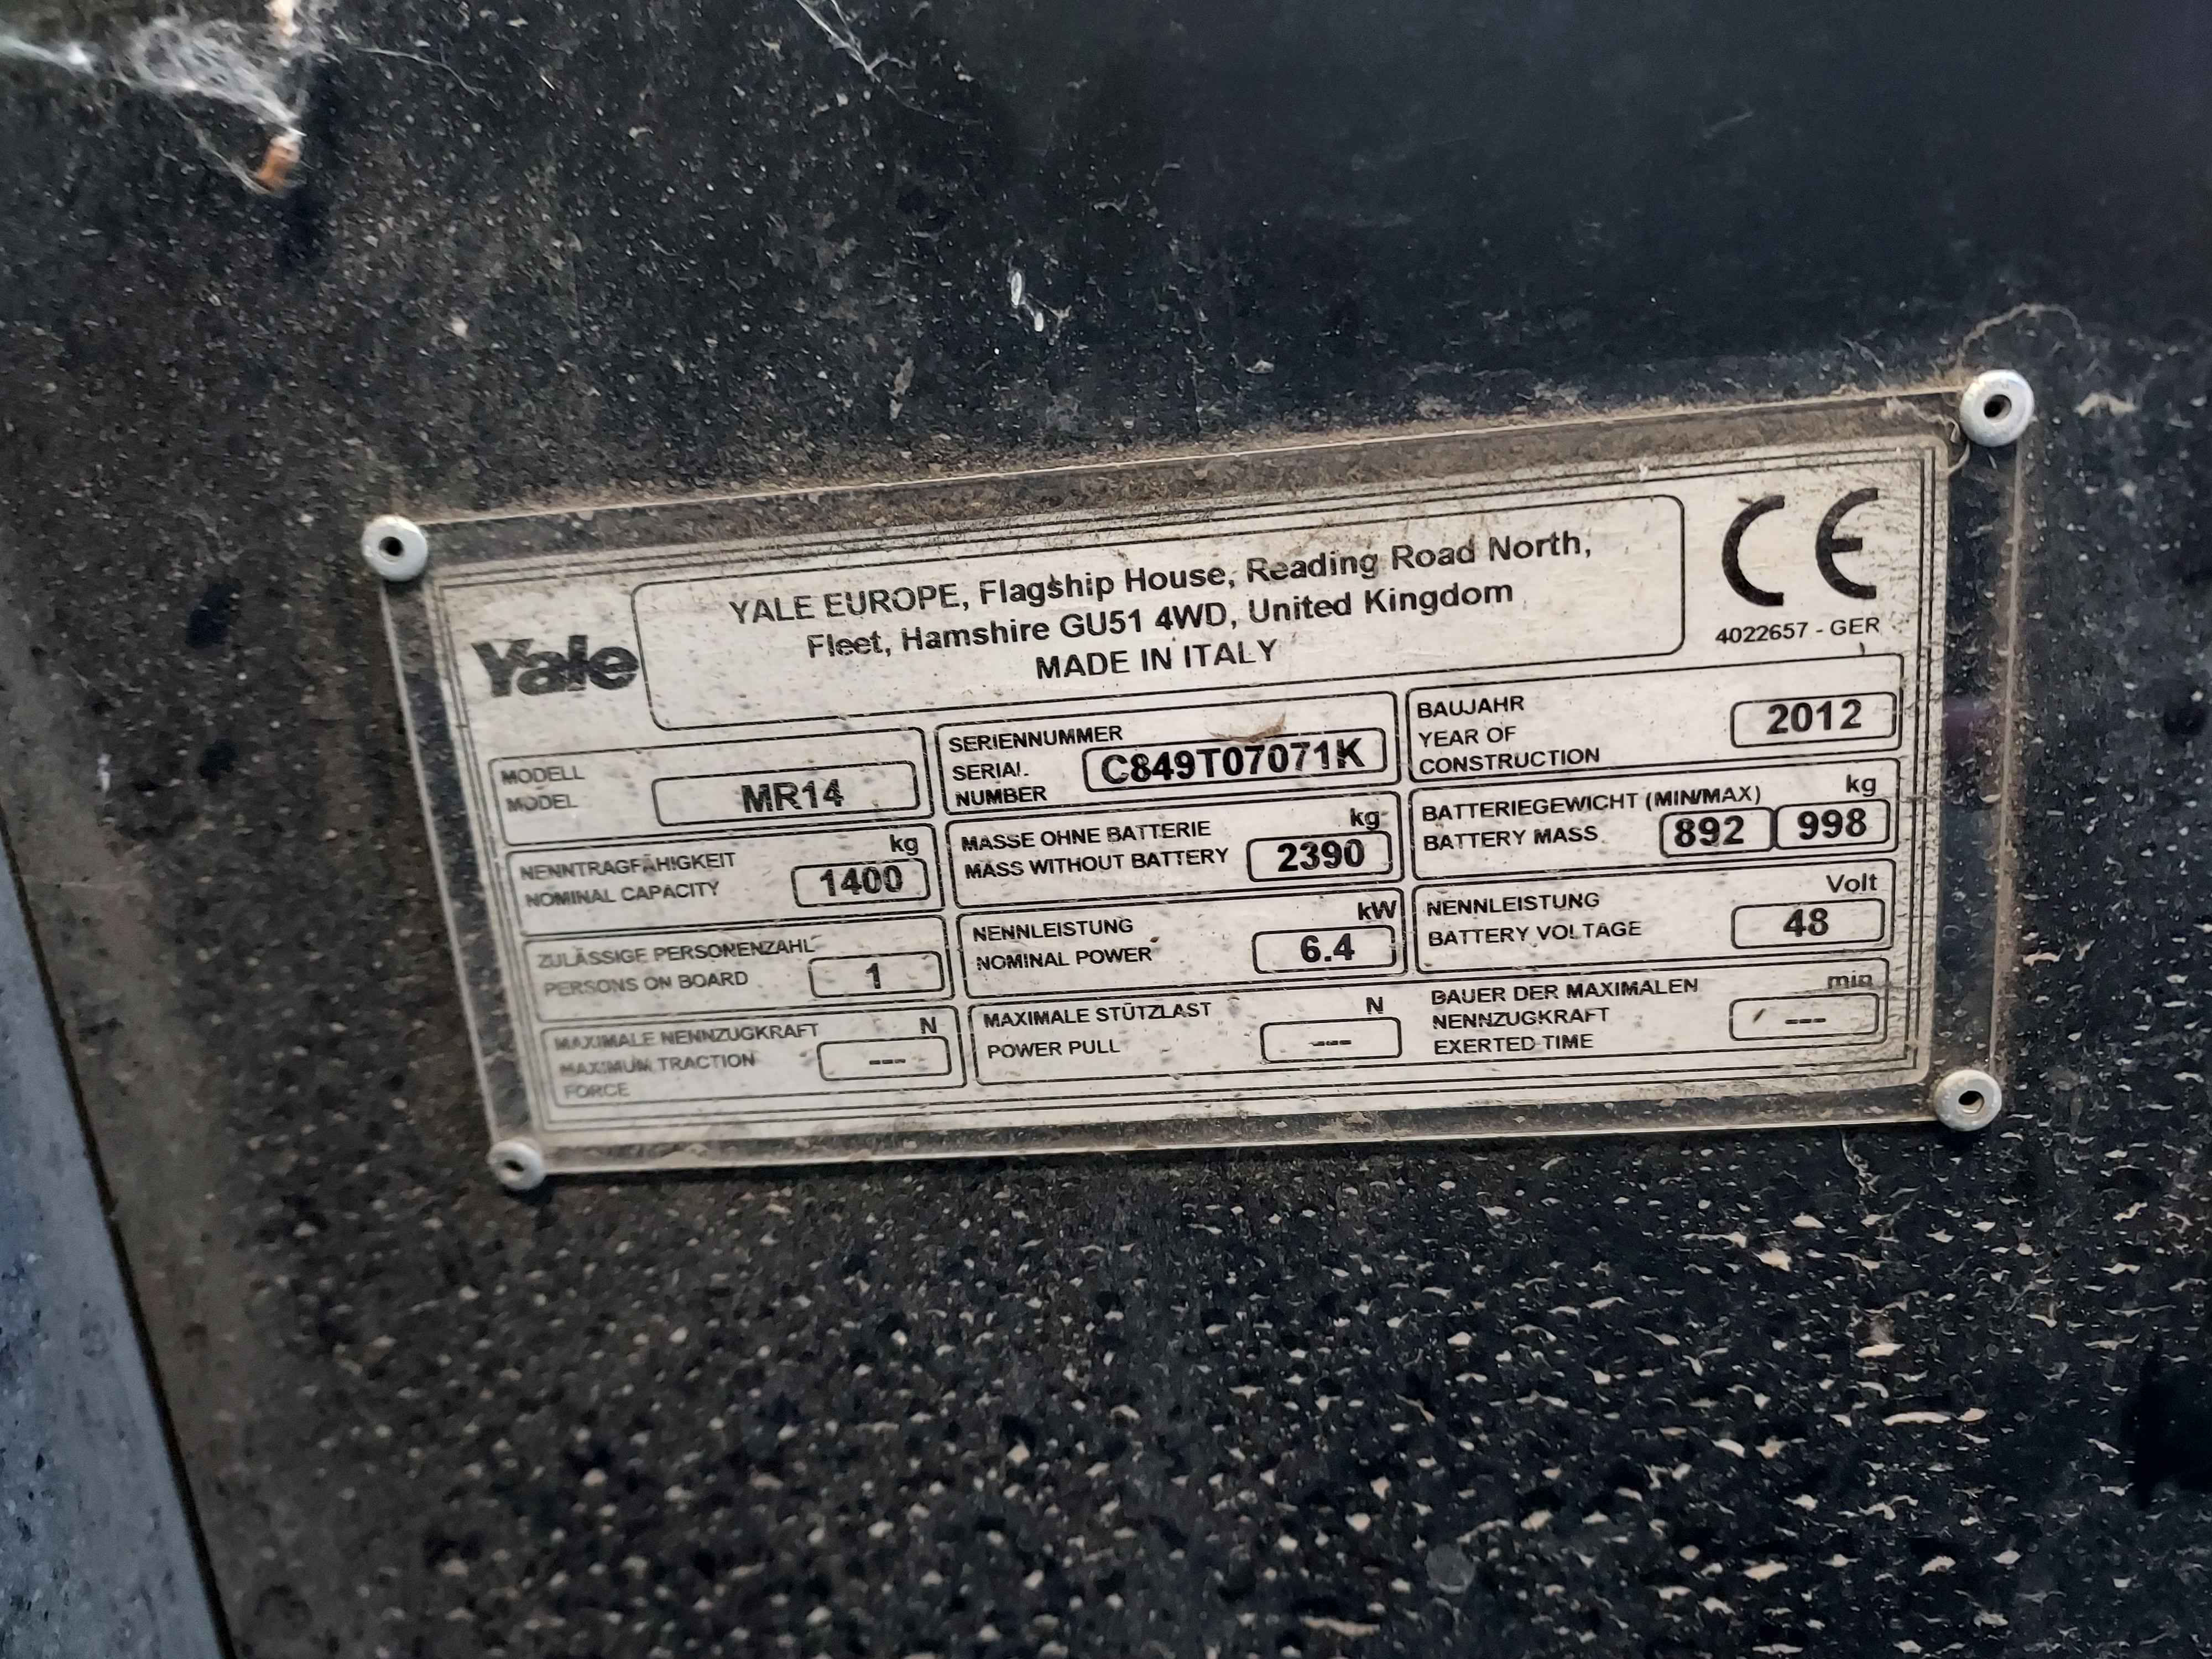 Yale
YALE EUROPE, Flagship House, Reading Road North,
Fleet, Hamshire GU51 4WD, United Kingdom
MADE IN ITALY
CE
4022657 - GER
MODELL
MODEL
MR14
SERIENNUMMER
SERIAL
NUMBER
C849T07071K
BAUJAHR
YEAR OF
CONSTRUCTION
2012
NENNTRAGFÄHIGKEIT kg
NOMINAL CAPACITY 1400
MASSE OHNE BATTERIE kg
MASS WITHOUT BATTERY 2390
BATTERIEGEWICHT (MIN/MAX) kg
BATTERY MASS 892 998
ZULÄSSIGE PERSONENZAHL
PERSONS ON BOARD 1
NENNLEISTUNG kW
NOMINAL POWER 6.4
NENNLEISTUNG Volt
BATTERY VOLTAGE 48
MAXIMALE NENNZUGKRAFT N
MAXIMUM TRACTION ---
FORCE
MAXIMALE STÜTZLAST N
POWER PULL ---
BAUER DER MAXIMALEN min
NENNZUGKRAFT ---
EXERTED TIME